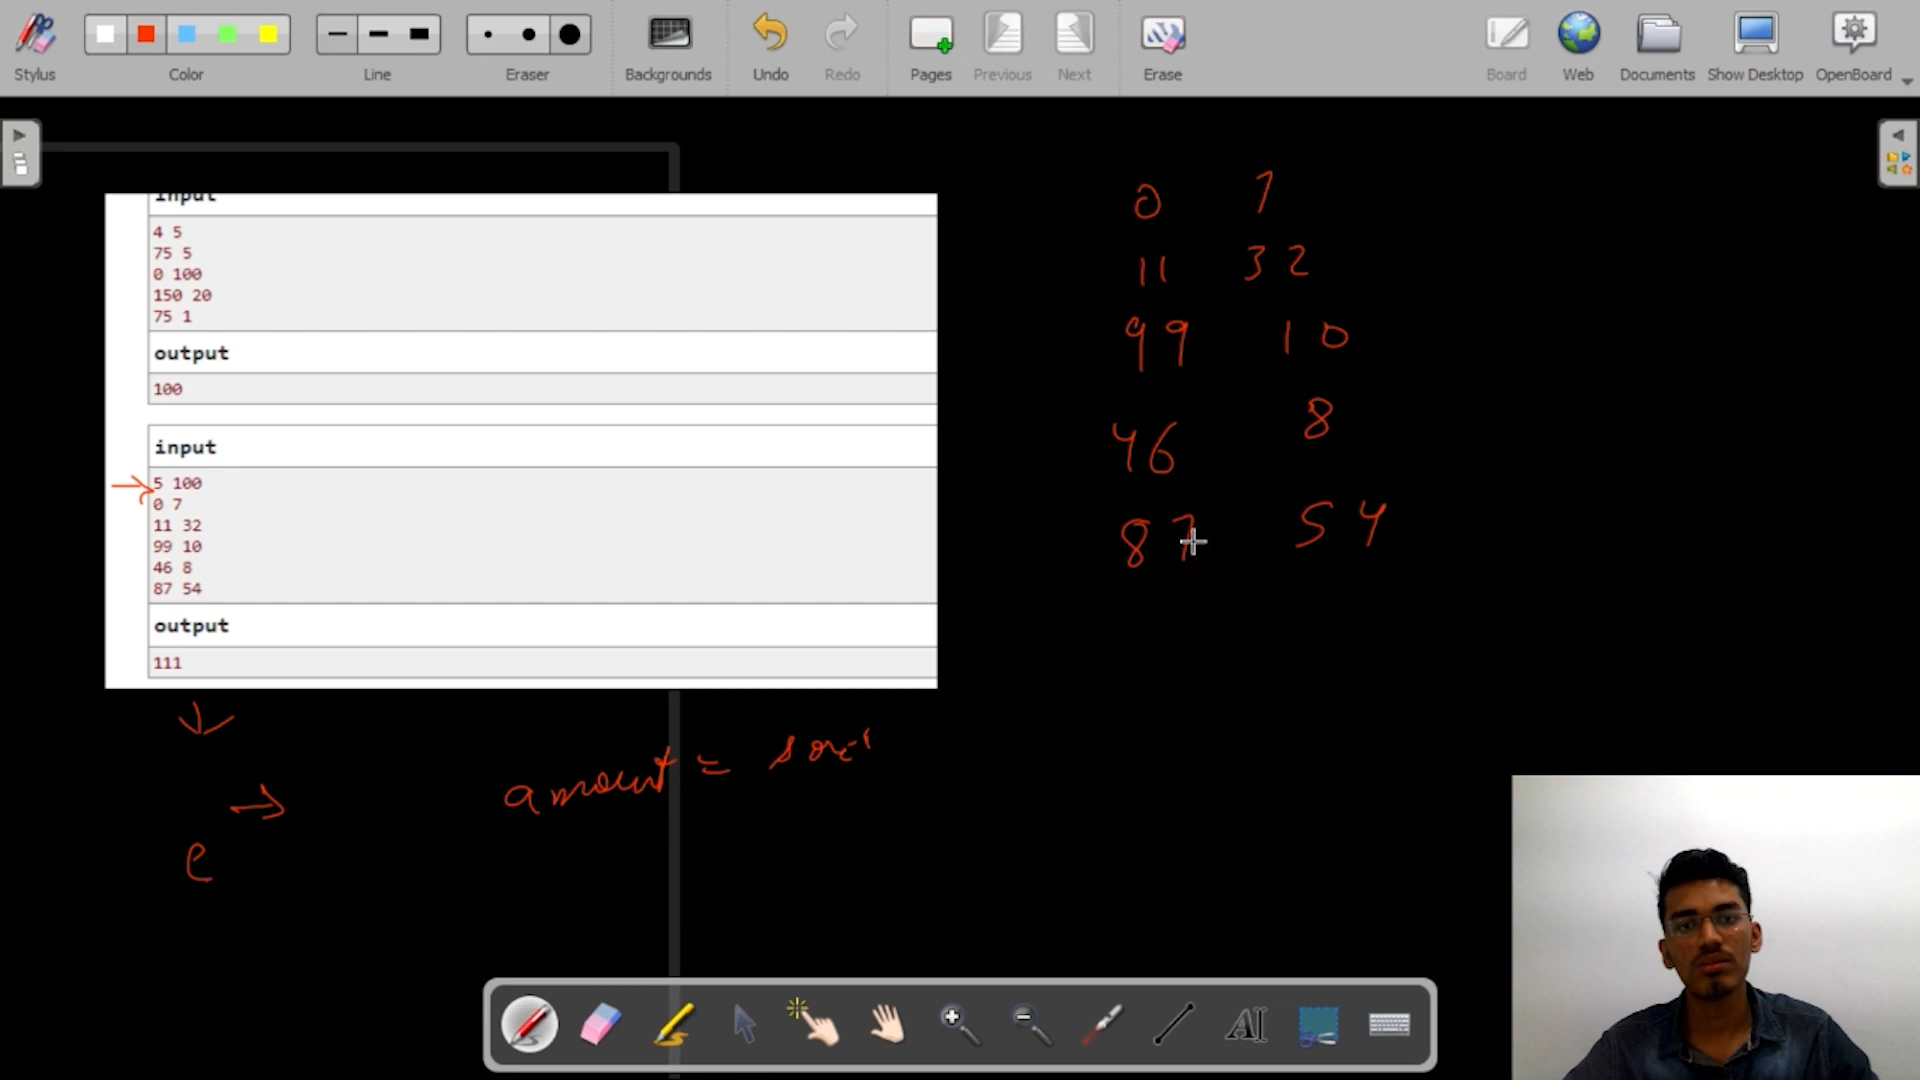 Stylus Color Line Eraser Backgrounds Undo Redo Pages Previous Next Erase Board Web Documents Show Desktop OpenBoard
input
4 5
75 5
0 100
150 20
75 1
output
100
input
5 100
0 7
11 32
99 10
46 8
87 54
output
111
0 7
11 32
99 10
46 8
87 54
amount =
e